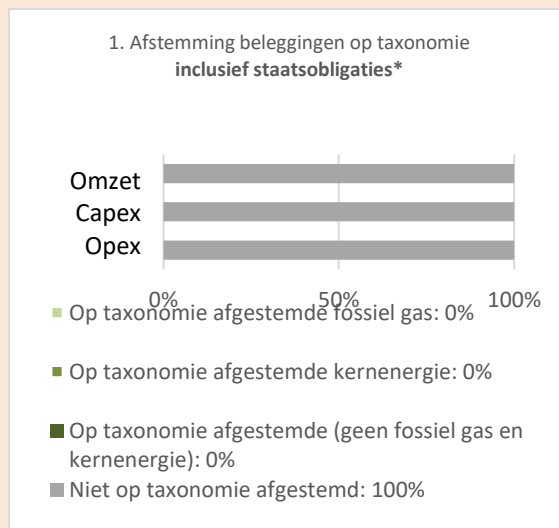 1. Afstemming beleggingen op taxonomie
inclusief staatsobligaties*
Omzet
Capex
Opex
0% 50% 100%
Op taxonomie afgestemde fossiel gas: 0%
Op taxonomie afgestemde kernenergie: 0%
Op taxonomie afgestemde (geen fossiel gas en
kernenergie): 0%
Niet op taxonomie afgestemd: 100%